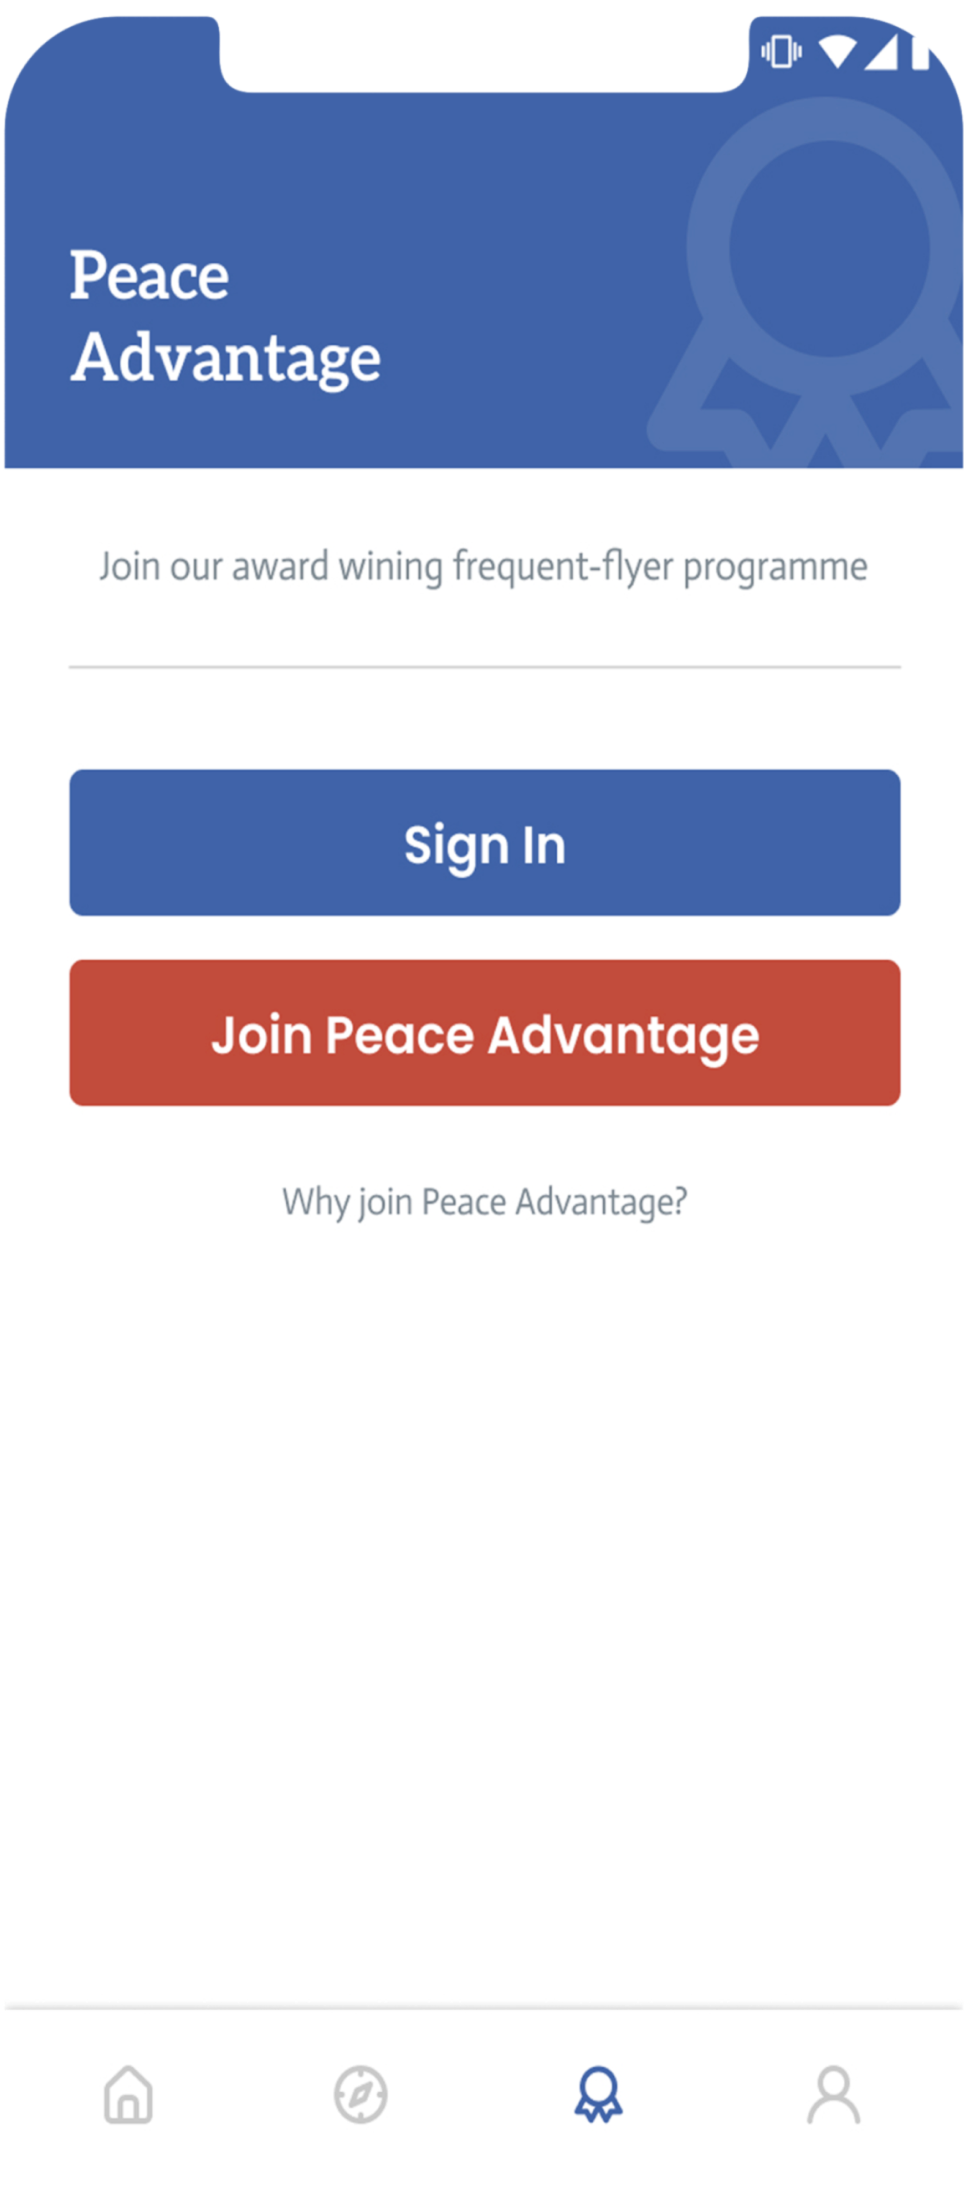 Peace
Advantage
Join our award wining frequent-flyer programme
Sign In
Join Peace Advantage
Why join Peace Advantage?